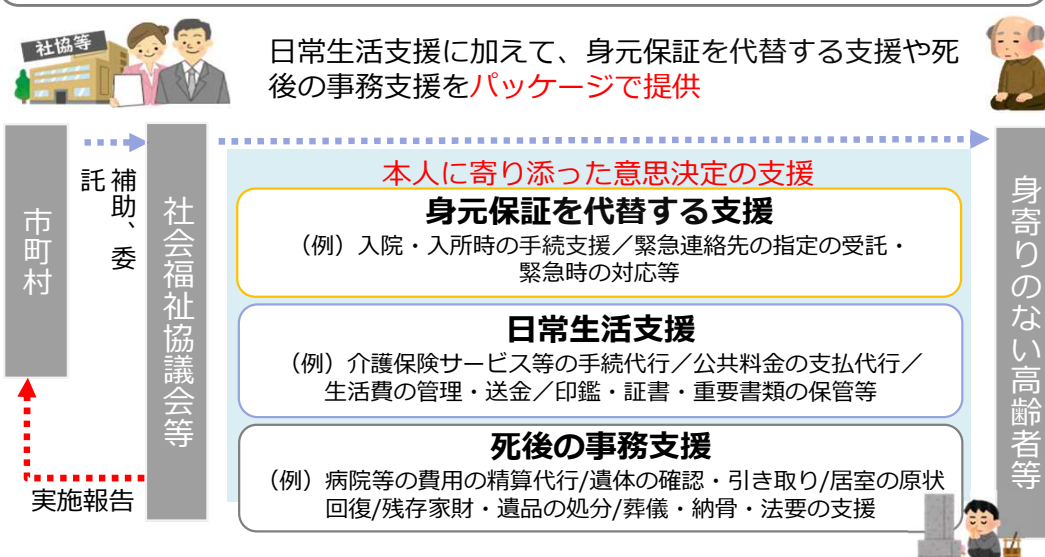 社協等
日常生活支援に加えて、身元保証を代替する支援や死
後の事務支援をパッケージで提供
市町村
補助、委
託
社会福祉協議会等
本人に寄り添った意思決定の支援
身元保証を代替する支援
（例）入院・入所時の手続支援／緊急連絡先の指定の受託・
緊急時の対応等
日常生活支援
（例）介護保険サービス等の手続代行／公共料金の支払代行／
生活費の管理・送金／印鑑・証書・重要書類の保管等
死後の事務支援
（例）病院等の費用の精算代行/遺体の確認・引き取り/居室の原状
回復/残存家財・遺品の処分/葬儀・納骨・法要の支援
身寄りのない高齢者等
実施報告